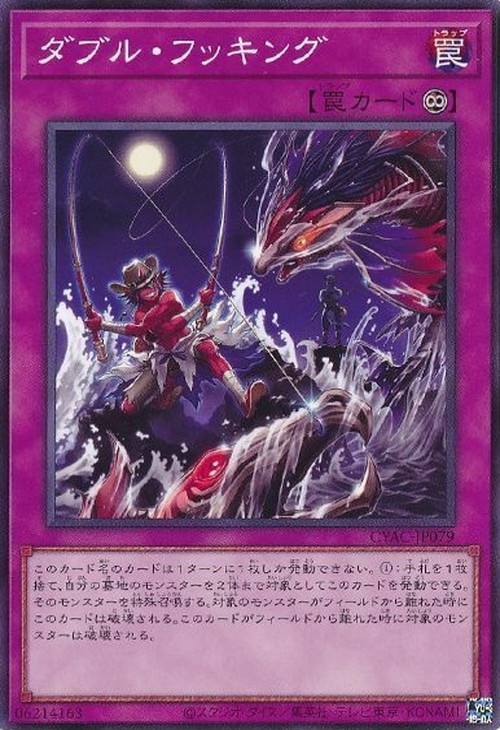 ダブル・フッキング
トラップ
罠
【罠カード】
CYAC-JP079
このカード名のカードは1ターンに1枚しか発動できない。①：手札を1枚
捨て、自分の墓地のモンスターを2体まで対象としてこのカードを発動できる。
そのモンスターを特殊召喚する。対象のモンスターがフィールドから離れた時に
このカードは破壊される。このカードがフィールドから離れた時に対象のモン
スターは破壊される。
06214163
©スタジオ・ダイス／集英社・テレビ東京・KONAMI